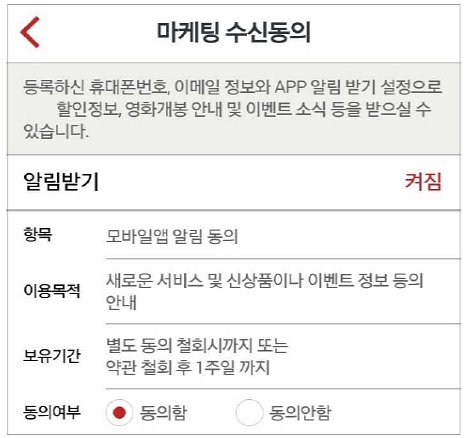 마케팅 수신동의
등록하신 휴대폰번호, 이메일 정보와 APP 알림 받기 설정으로
할인정보, 영화개봉 안내 및 이벤트 소식 등을 받으실 수
있습니다.
알림받기 켜짐
항목 모바일앱 알림 동의
이용목적 새로운 서비스 및 신상품이나 이벤트 정보 등의
안내
보유기간 별도 동의 철회시까지 또는
약관 철회 후 1주일 까지
동의여부 동의함 동의안함